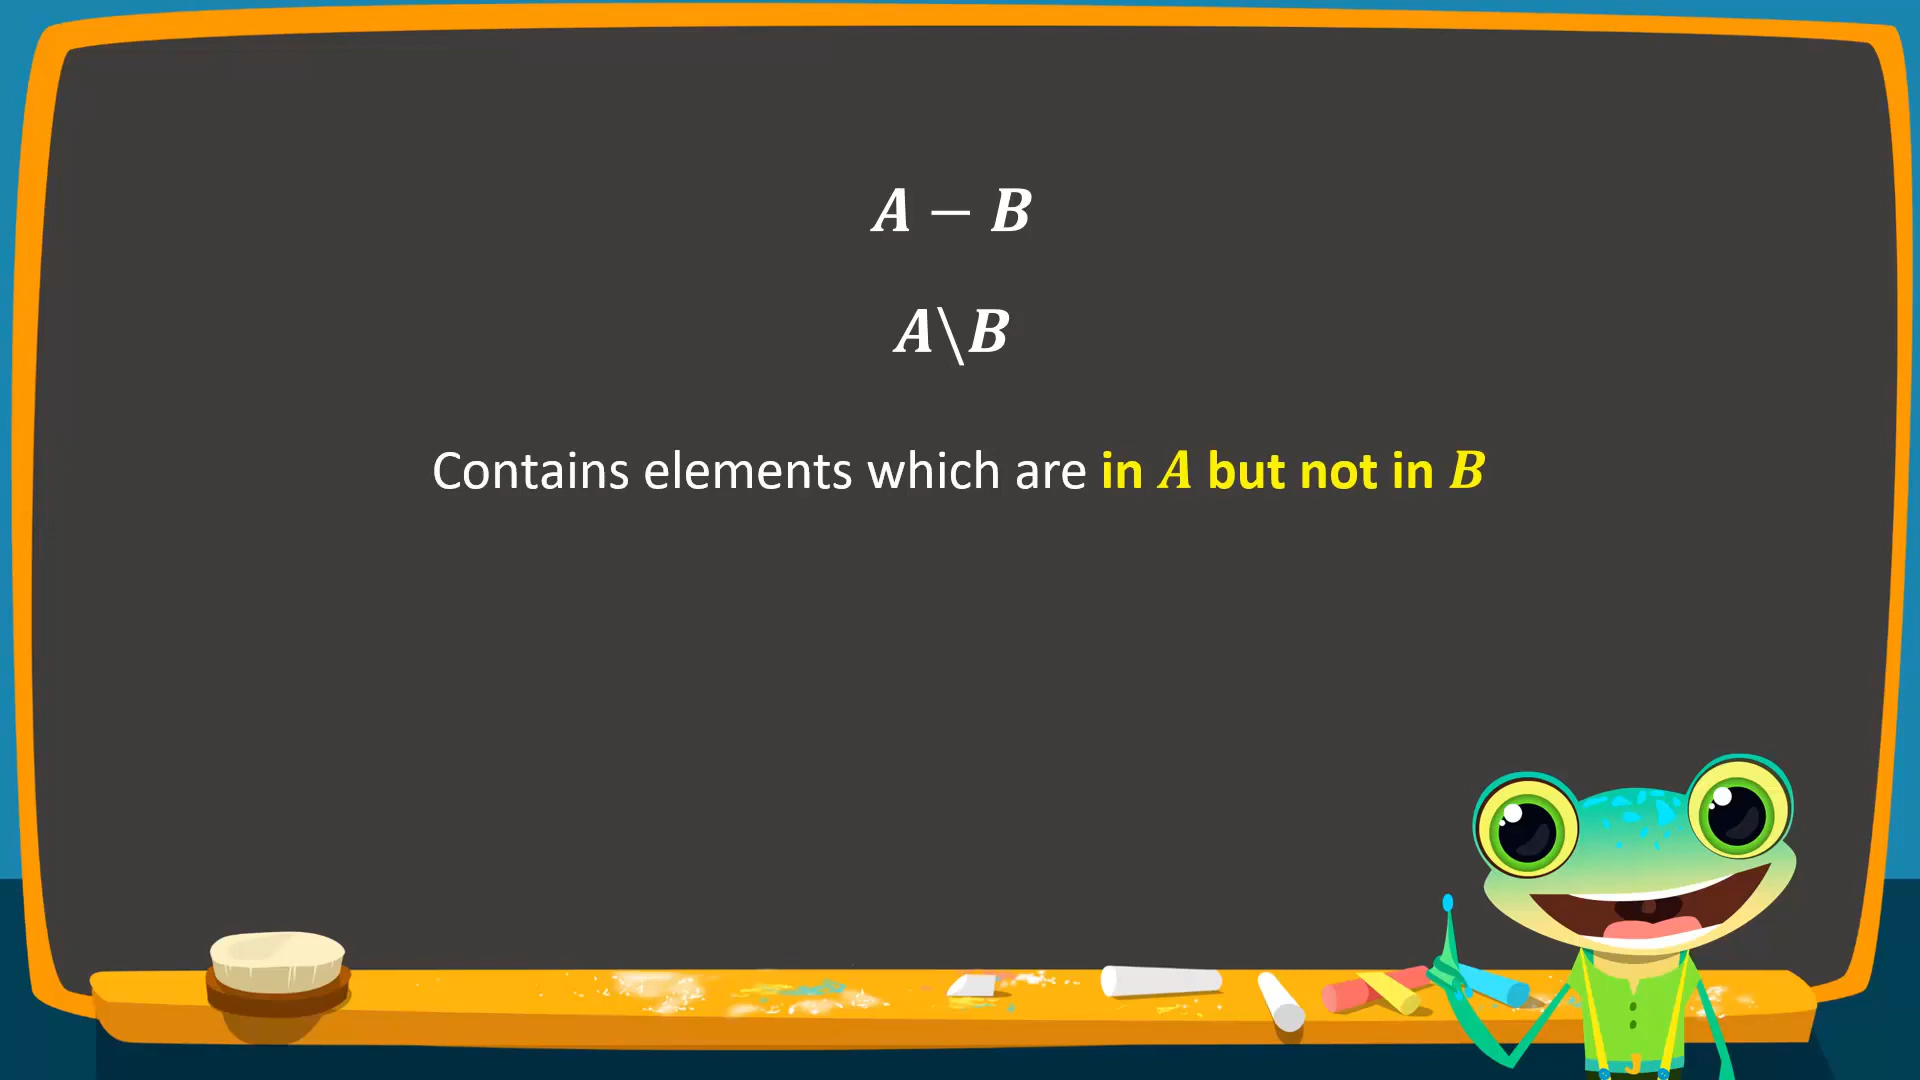 A − B
A\B
Contains elements which are in A but not in B